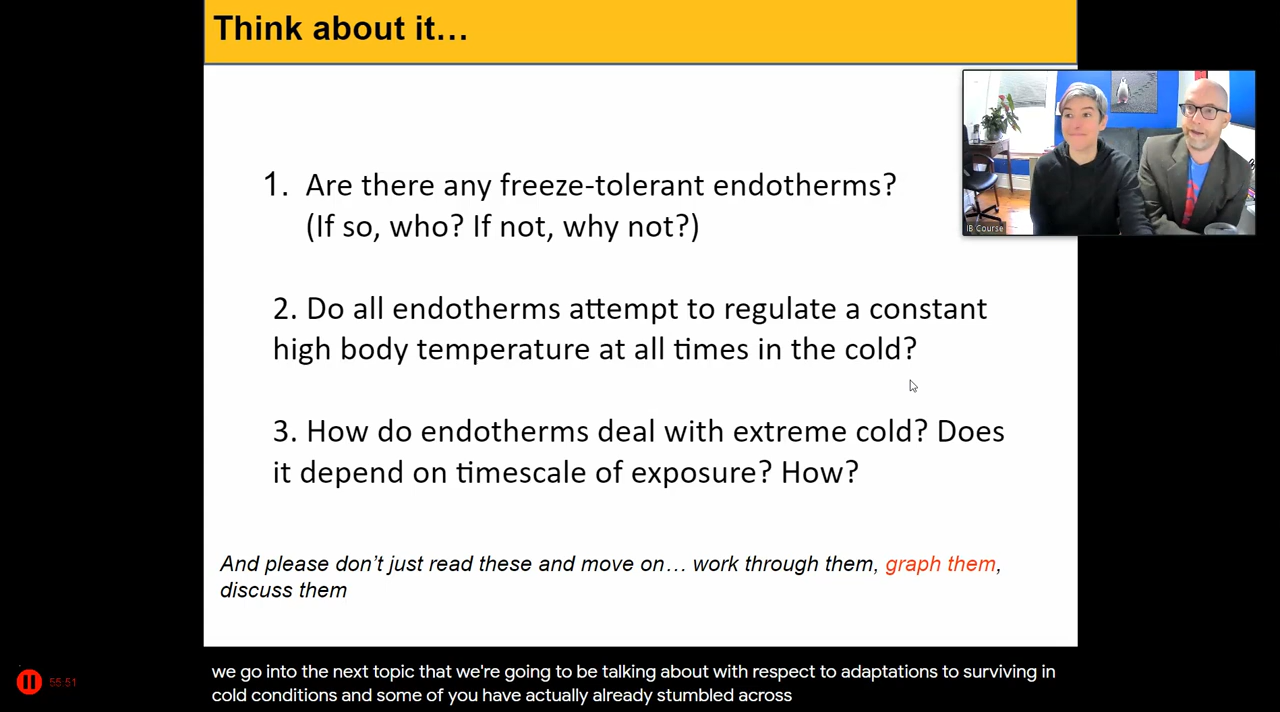 Think about it…
1. Are there any freeze-tolerant endotherms?
(If so, who? If not, why not?)
2. Do all endotherms attempt to regulate a constant
high body temperature at all times in the cold?
3. How do endotherms deal with extreme cold? Does
it depend on timescale of exposure? How?
And please don’t just read these and move on… work through them, graph them,
discuss them
IB Course
we go into the next topic that we're going to be talking about with respect to adaptations to surviving in
cold conditions and some of you have actually already stumbled across
55:51